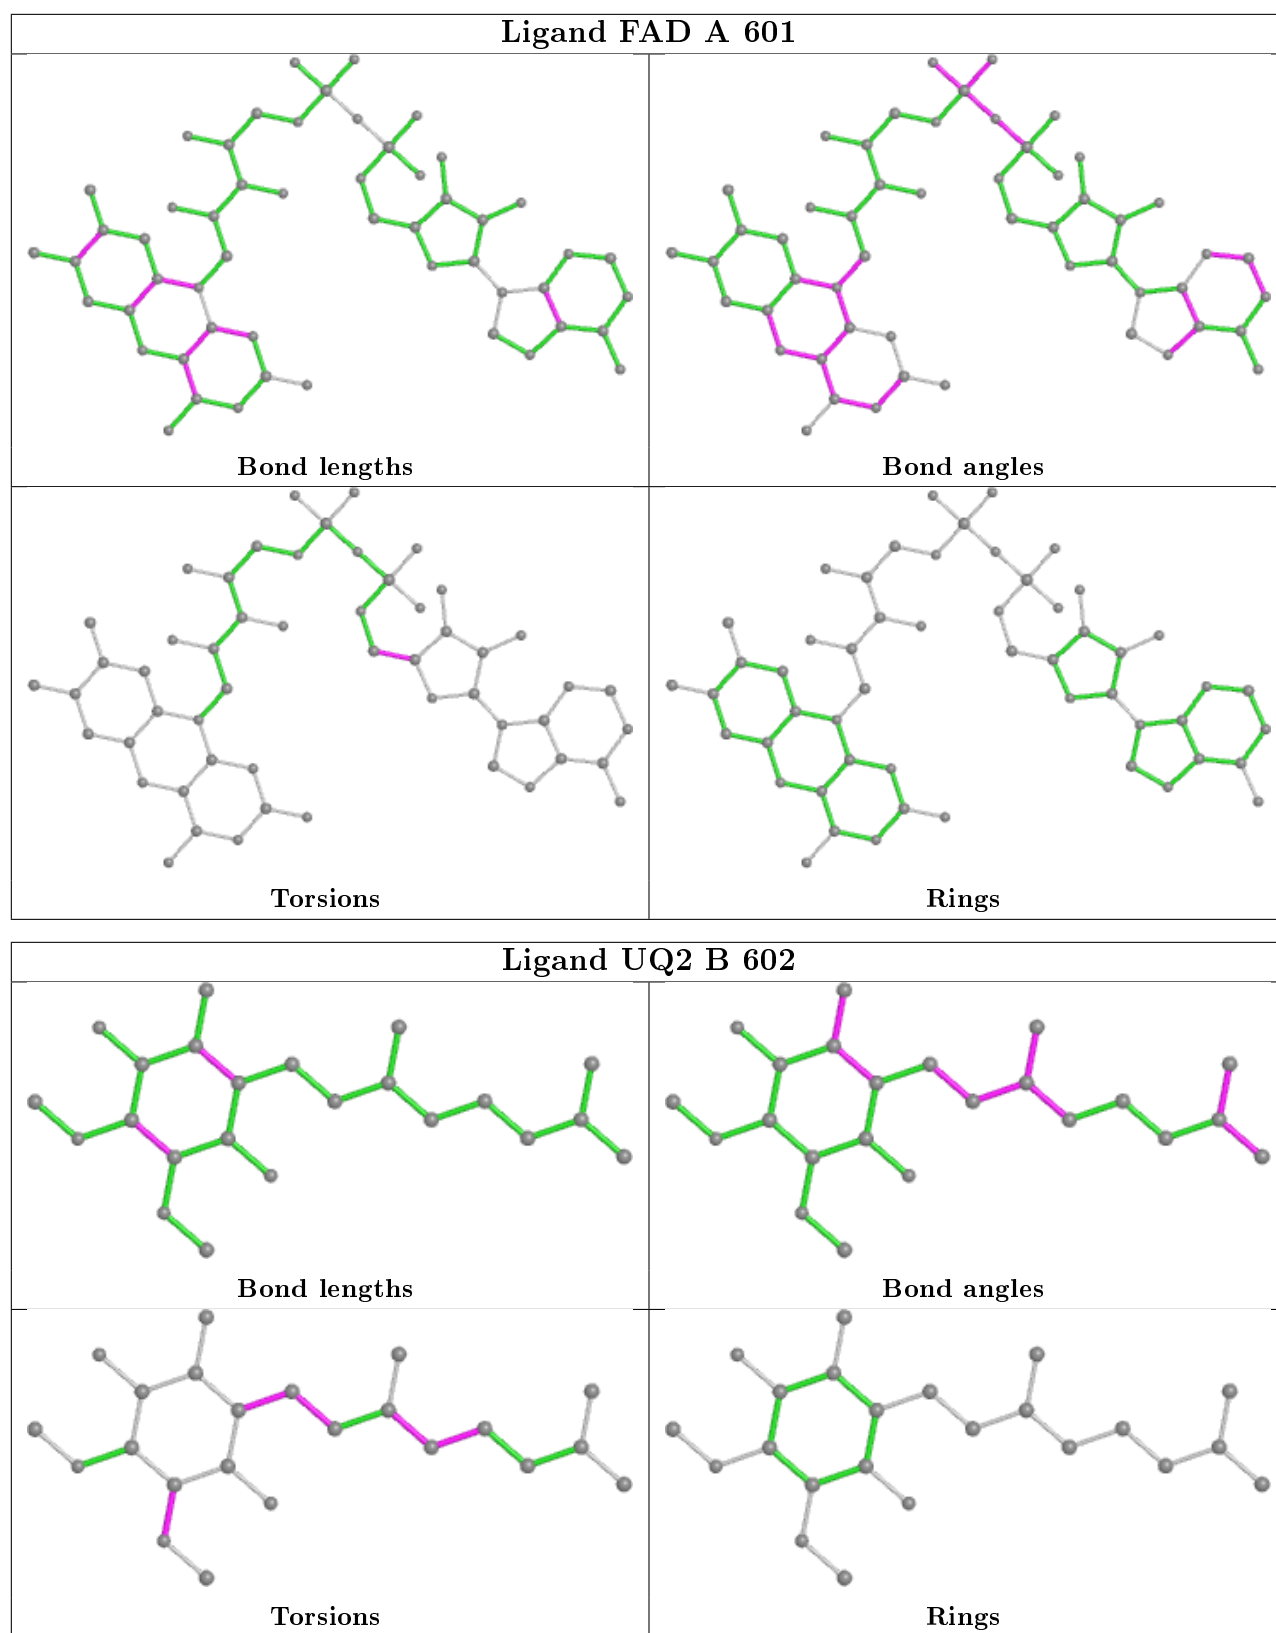 Ligand FAD A 601
Bond lengths
Bond angles
Torsions
Rings
Ligand UQ2 B 602
Bond lengths
Bond angles
Torsions
Rings